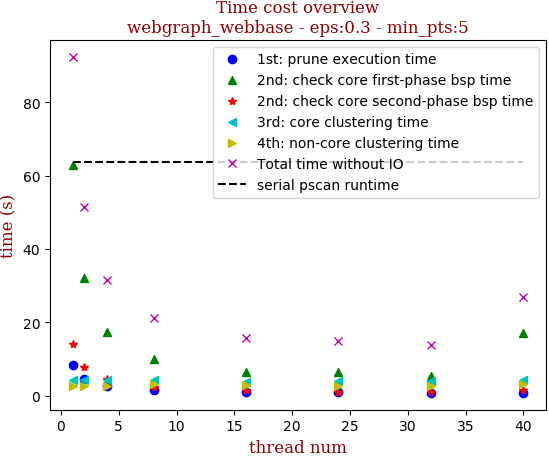 Time cost overview
webgraph_webbase - eps:0.3 - min_pts:5
1st: prune execution time
2nd: check core first-phase bsp time
2nd: check core second-phase bsp time
3rd: core clustering time
4th: non-core clustering time
Total time without IO
serial pscan runtime
time (s)
80
60
40
20
0
0 5 10 15 20 25 30 35 40
thread num